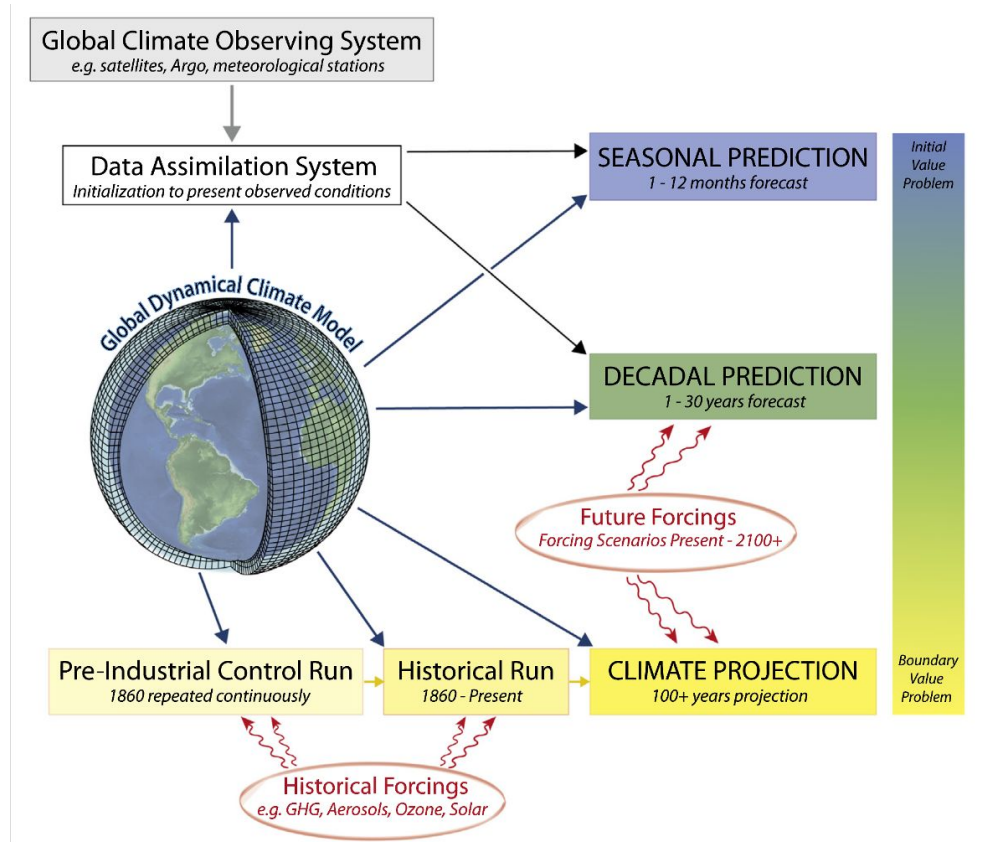 Global Climate Observing System
e.g. satellites, Argo, meteorological stations
Data Assimilation System
Initialization to present observed conditions
SEASONAL PREDICTION
1 - 12 months forecast
Initial
Value
Problem
Global Dynamical Climate Model
DECADAL PREDICTION
1 - 30 years forecast
Future Forcings
Forcing Scenarios Present - 2100+
Pre-Industrial Control Run
1860 repeated continuously
Historical Run
1860 - Present
CLIMATE PROJECTION
100+ years projection
Boundary
Value
Problem
Historical Forcings
e.g. GHG, Aerosols, Ozone, Solar